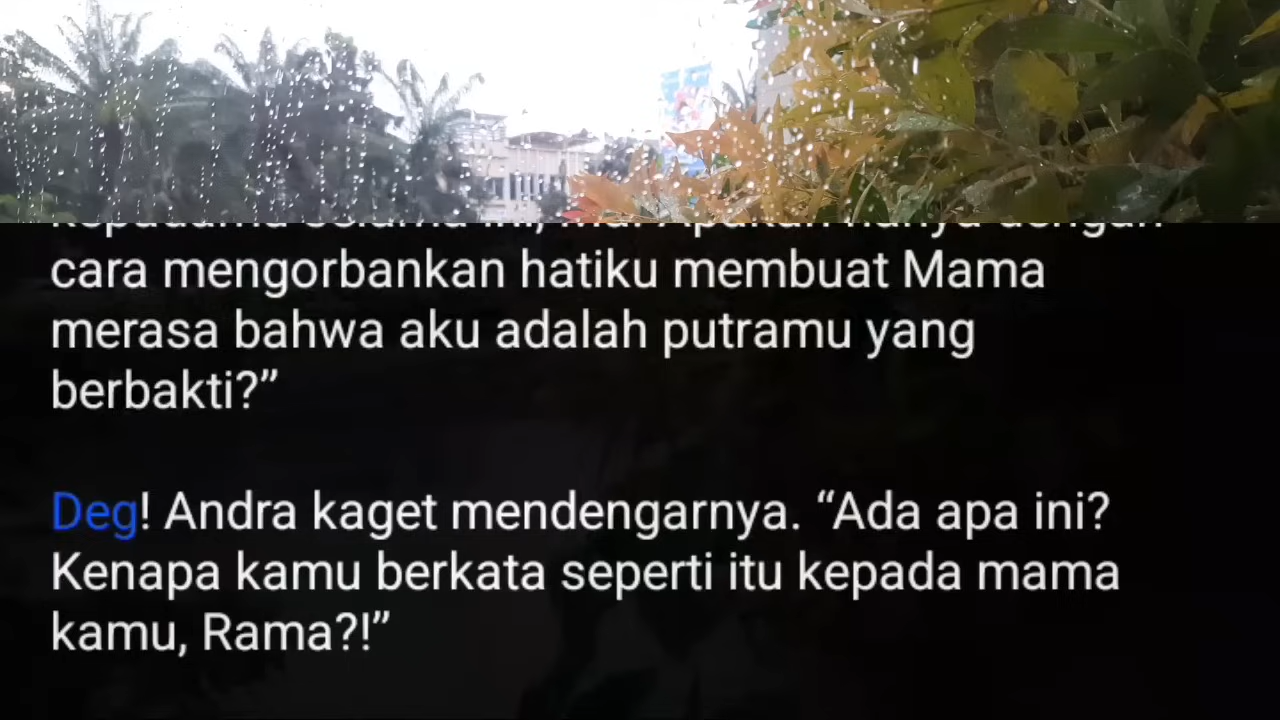 cara mengorbankan hatiku membuat Mama
merasa bahwa aku adalah putramu yang
berbakti?”
Deg! Andra kaget mendengarnya. “Ada apa ini?
Kenapa kamu berkata seperti itu kepada mama
kamu, Rama?!”